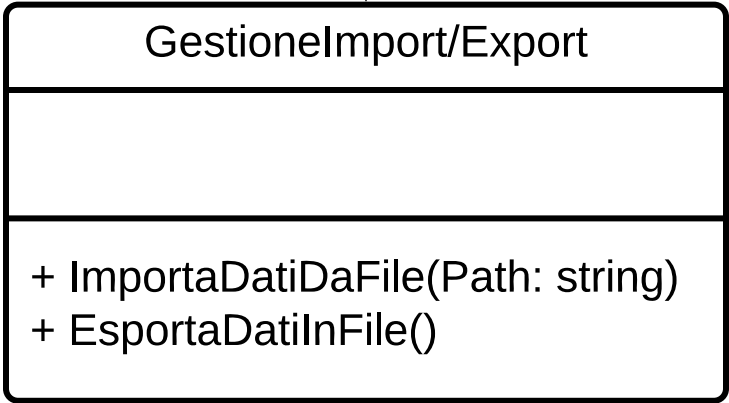 GestioneImport/Export
+ ImportaDatiDaFile(Path: string)
+ EsportaDatiInFile()